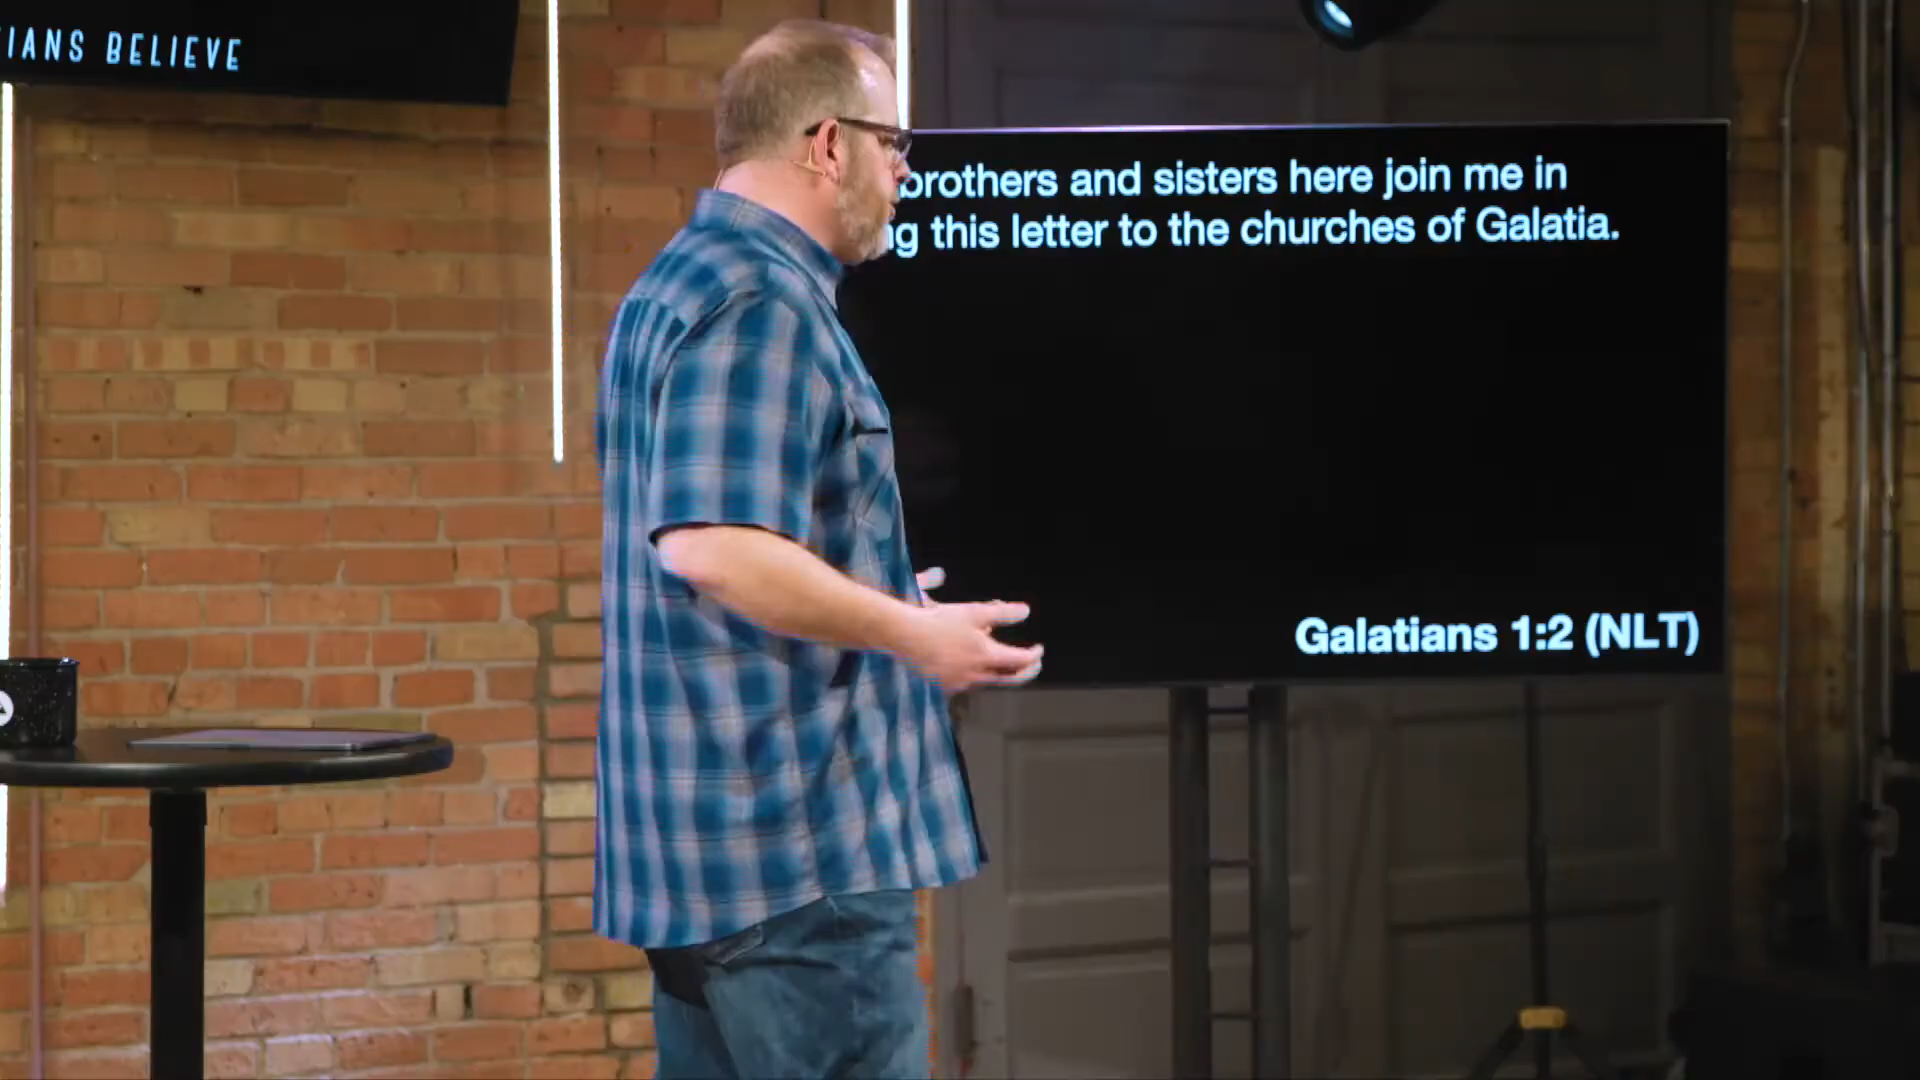 IANS BELIEVE
brothers and sisters here join me in
ng this letter to the churches of Galatia.
Galatians 1:2 (NLT)